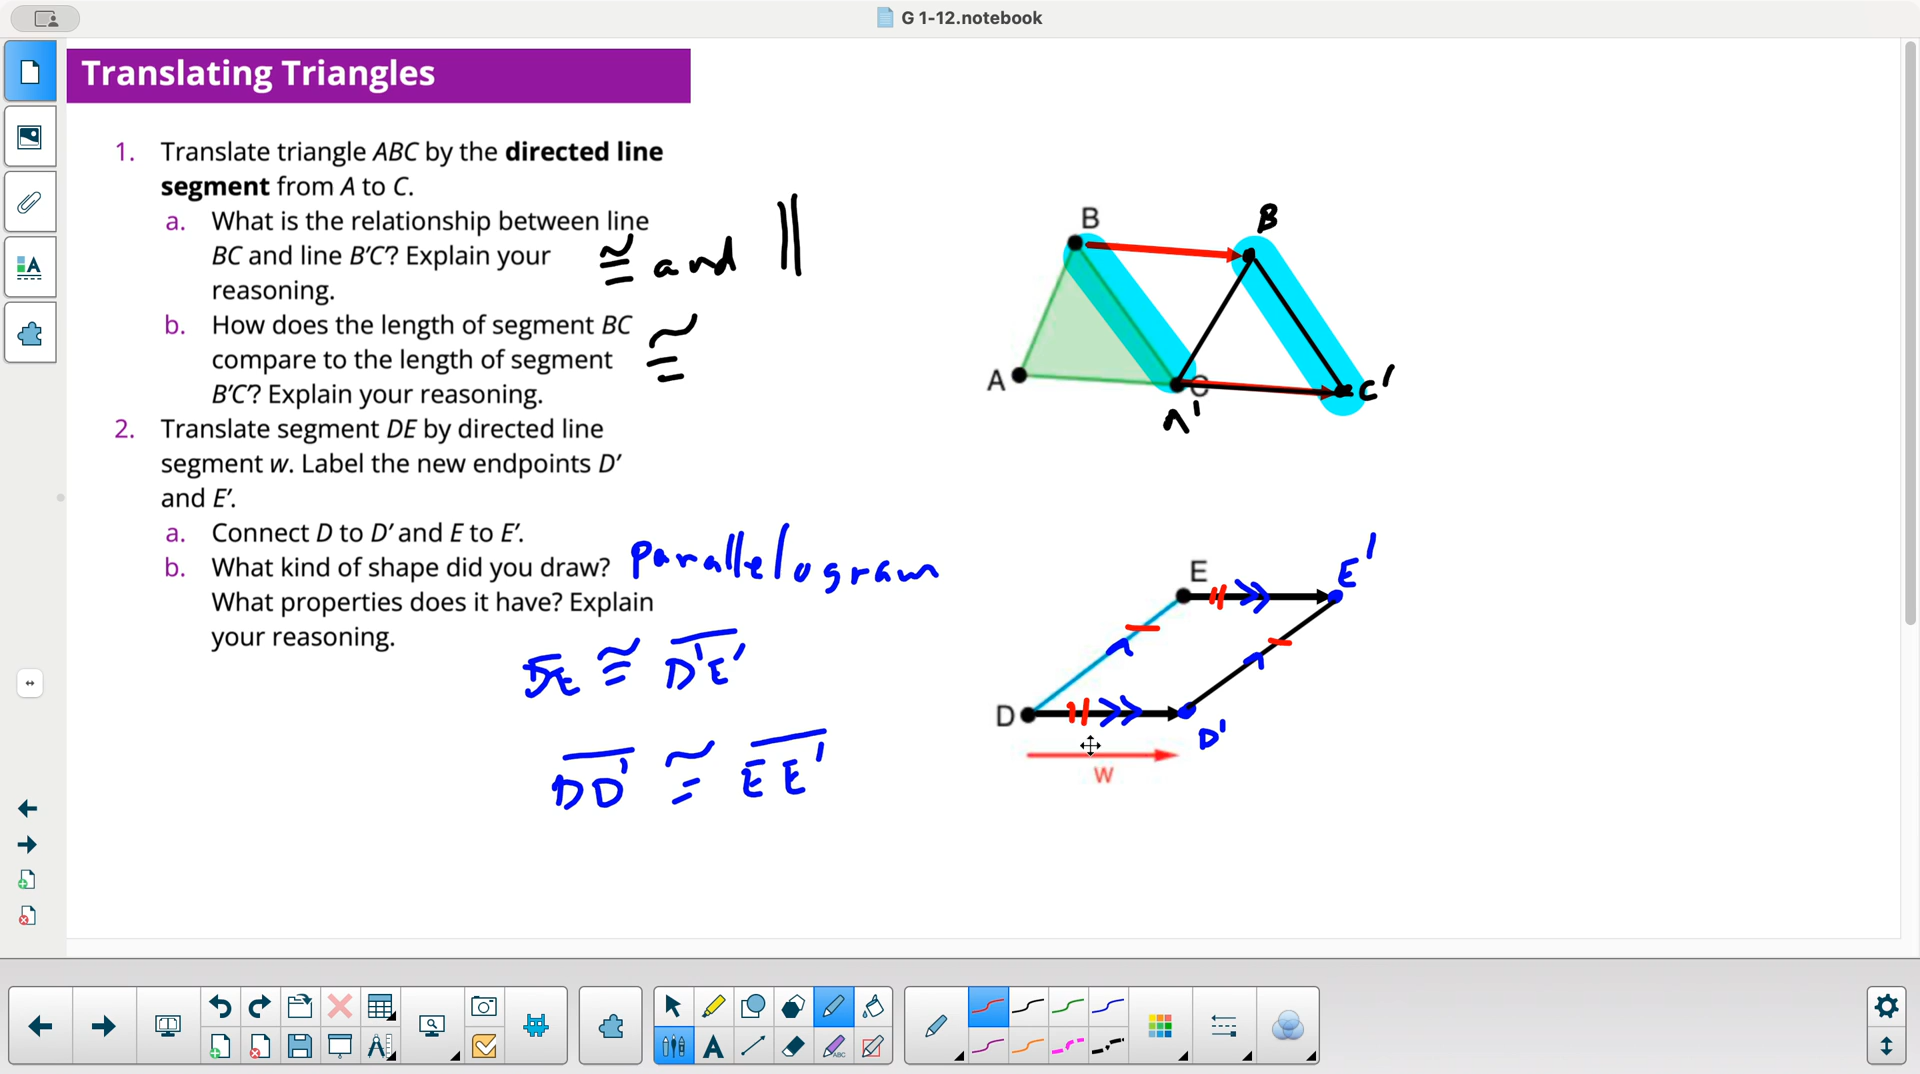 G 1-12.notebook
Translating Triangles
1. Translate triangle ABC by the directed line
segment from A to C.
a. What is the relationship between line
BC and line B′C′? Explain your
reasoning.
≅ and ||
b. How does the length of segment BC
compare to the length of segment
B′C′? Explain your reasoning.
≅
2. Translate segment DE by directed line
segment w. Label the new endpoints D′
and E′.
a. Connect D to D′ and E to E′.
b. What kind of shape did you draw?
What properties does it have? Explain
your reasoning.
parallelogram
DE ≅ D'E'
DD' ≅ EE'
B
B
A
C
A'
C'
E
E'
D
D'
w
A
A
ABC